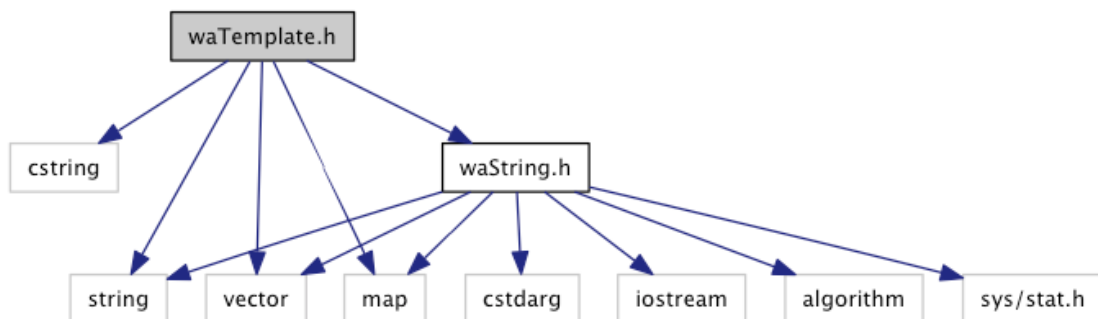 waTemplate.h
cstring
waString.h
string
vector
map
cstdarg
iostream
algorithm
sys/stat.h